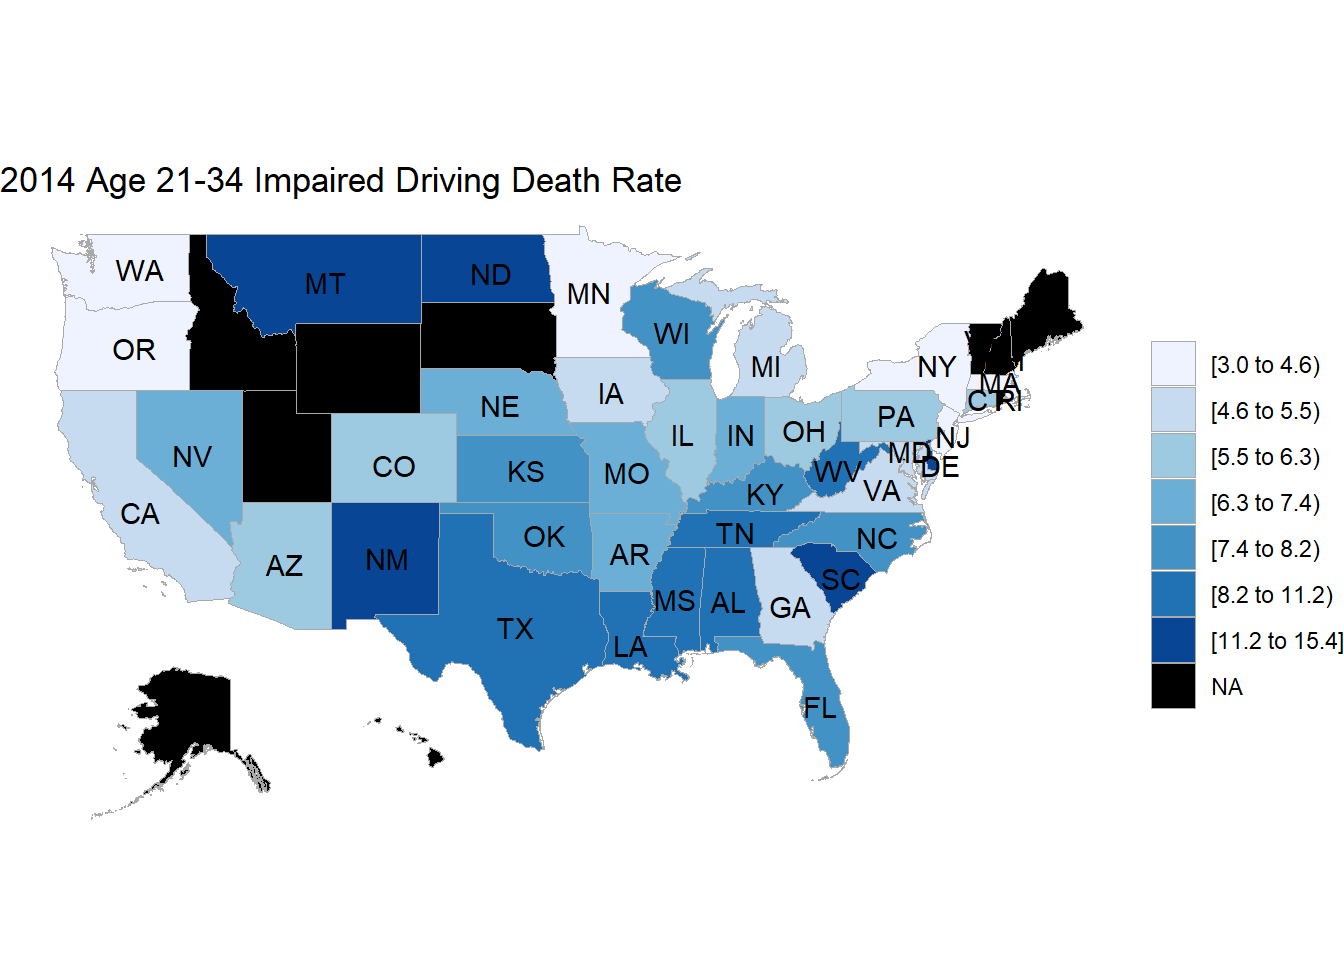 2014 Age 21-34 Impaired Driving Death Rate
WA
MT
ND
MN
OR
WI
NY
MI
MA
IA
CT
RI
NE
PA
NV
CO
IL
IN
OH
NJ
KS
MO
MD
DE
WV
CA
KY
VA
OK
TN
NC
AZ
NM
AR
SC
MS
AL
GA
TX
LA
FL
[3.0 to 4.6)
[4.6 to 5.5)
[5.5 to 6.3)
[6.3 to 7.4)
[7.4 to 8.2)
[8.2 to 11.2)
[11.2 to 15.4]
NA